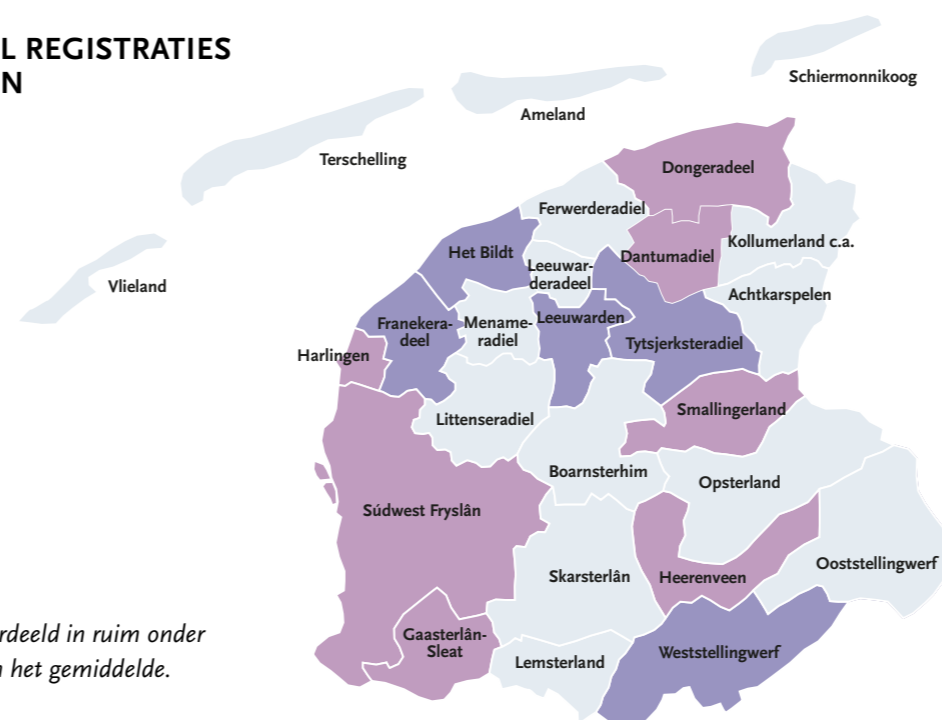 L REGISTRATIES
N
Schiermonnikoog
Ameland
Terschelling
Dongeradeel
Ferwerderadiel
Kollumerland c.a.
Het Bildt
Dantumadiel
Leeuwar-
deradeel
Vlieland
Achtkarspelen
Franekera-
deel
Mename-
radiel
Leeuwarden
Tytsjerksteradiel
Harlingen
Smallingerland
Littenseradiel
Boarnsterhim
Opsterland
Súdwest Fryslân
Ooststellingwerf
Skarsterlân
Heerenveen
rdeeld in ruim onder
n het gemiddelde.
Gaasterlân-
Sleat
Weststellingwerf
Lemsterland